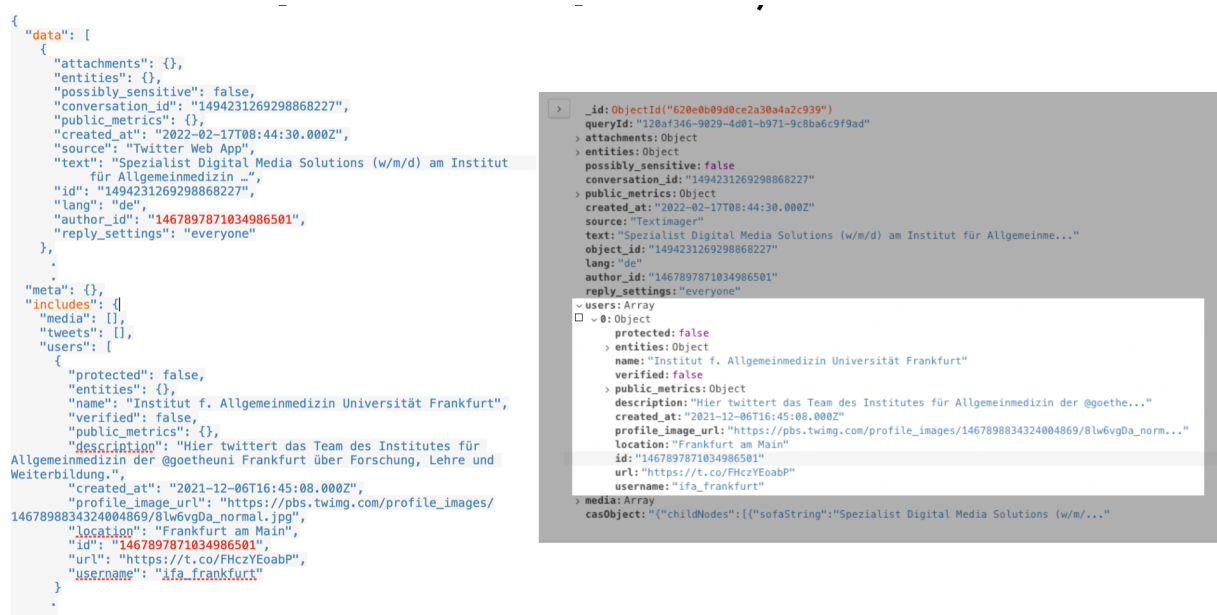 {
"data": [
{
"attachments": {},
"entities": {},
"possibly_sensitive": false,
"conversation_id": "1494231269298868227",
"public_metrics": {},
"created_at": "2022-02-17T08:44:30.000Z",
"source": "Twitter Web App",
"text": "Spezialist Digital Media Solutions (w/m/d) am Institut
für Allgemeinmedizin …“,
"id": "1494231269298868227",
"lang": "de",
"author_id": "1467897871034986501",
"reply_settings": "everyone"
},
.
.
"meta": {},
"includes": {
"media": [],
"tweets": [],
"users": [
{
"protected": false,
"entities": {},
"name": "Institut f. Allgemeinmedizin Universität Frankfurt",
"verified": false,
"public_metrics": {},
"description": "Hier twittert das Team des Institutes für
Allgemeinmedizin der @goetheuni Frankfurt über Forschung, Lehre und
Weiterbildung.",
"created_at": "2021-12-06T16:45:08.000Z",
"profile_image_url": "https://pbs.twimg.com/profile_images/
1467898834324004869/8lw6vgDa_normal.jpg",
"location": "Frankfurt am Main",
"id": "1467897871034986501",
"url": "https://t.co/FHczYEoabP",
"username": "ifa_frankfurt"
}
.
_id: ObjectId("620e0b09d0ce2a30a4a2c939")
queryId: "120af346-9029-4d01-b971-9c8ba6c9f9ad"
> attachments: Object
> entities: Object
possibly_sensitive: false
conversation_id: "1494231269298868227"
> public_metrics: Object
created_at: "2022-02-17T08:44:30.000Z"
source: "Textimager"
text: "Spezialist Digital Media Solutions (w/m/d) am Institut für Allgemeinme..."
object_id: "1494231269298868227"
lang: "de"
author_id: "1467897871034986501"
reply_settings: "everyone"
users: Array
0: Object
protected: false
> entities: Object
name: "Institut f. Allgemeinmedizin Universität Frankfurt"
verified: false
> public_metrics: Object
description: "Hier twittert das Team des Institutes für Allgemeinmedizin der @goethe..."
created_at: "2021-12-06T16:45:08.000Z"
profile_image_url: "https://pbs.twimg.com/profile_images/1467898834324004869/8lw6vgDa_norm..."
location: "Frankfurt am Main"
id: "1467897871034986501"
url: "https://t.co/FHczYEoabP"
username: "ifa_frankfurt"
> media: Array
casObject: "{"childNodes":[{"sofaString":"Spezialist Digital Media Solutions (w/m/..."